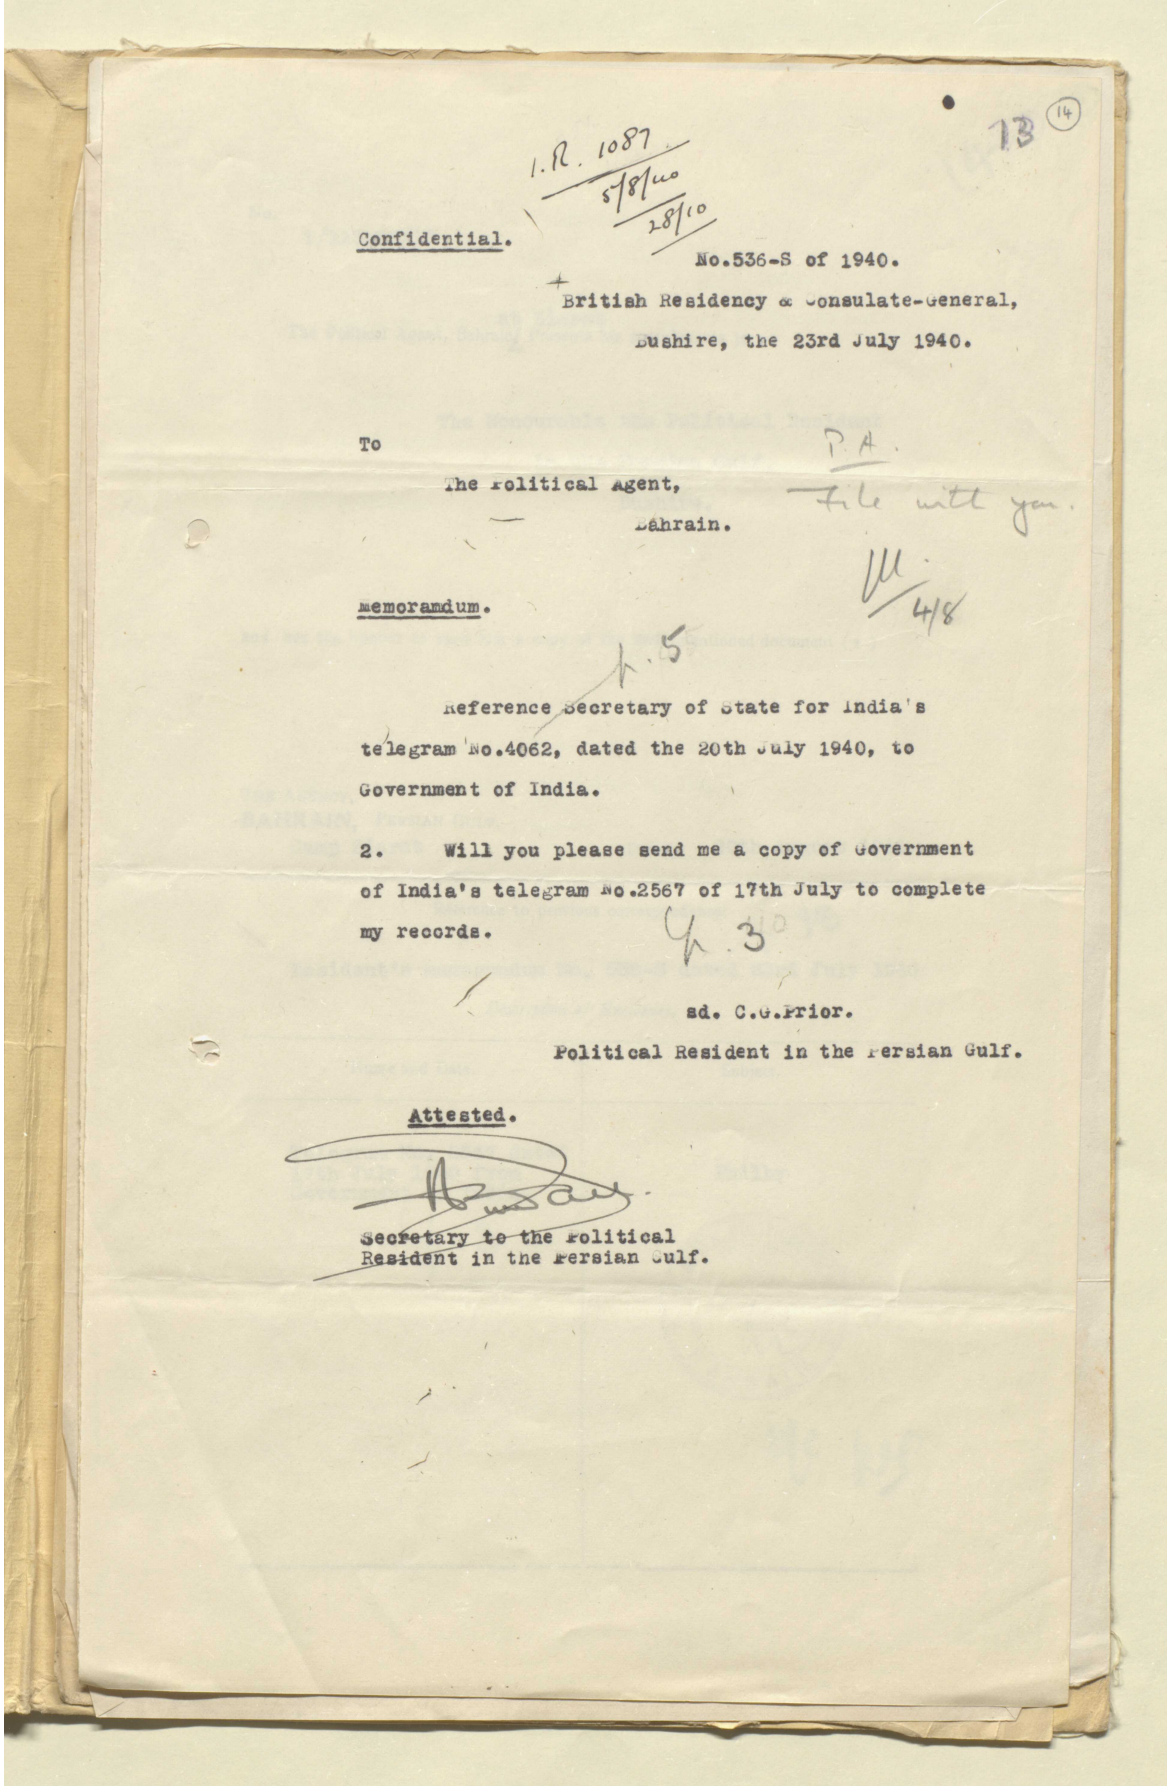 14
13
I.R. 1087
5/8/40
28/10
Confidential.
No.536-S of 1940.
British Residency & Consulate-General,
Bushire, the 23rd July 1940.
To
P.A.
The Political Agent,
File with you.
Bahrain.
4/8
Memorandum.
p. 5
Reference Secretary of State for India's
telegram No.4062, dated the 20th July 1940, to
Government of India.
2. Will you please send me a copy of Government
of India's telegram No.2567 of 17th July to complete
my records.
p. 3
sd. C.G.Prior.
Political Resident in the Persian Gulf.
Attested.
Secretary to the Political
Resident in the Persian Gulf.